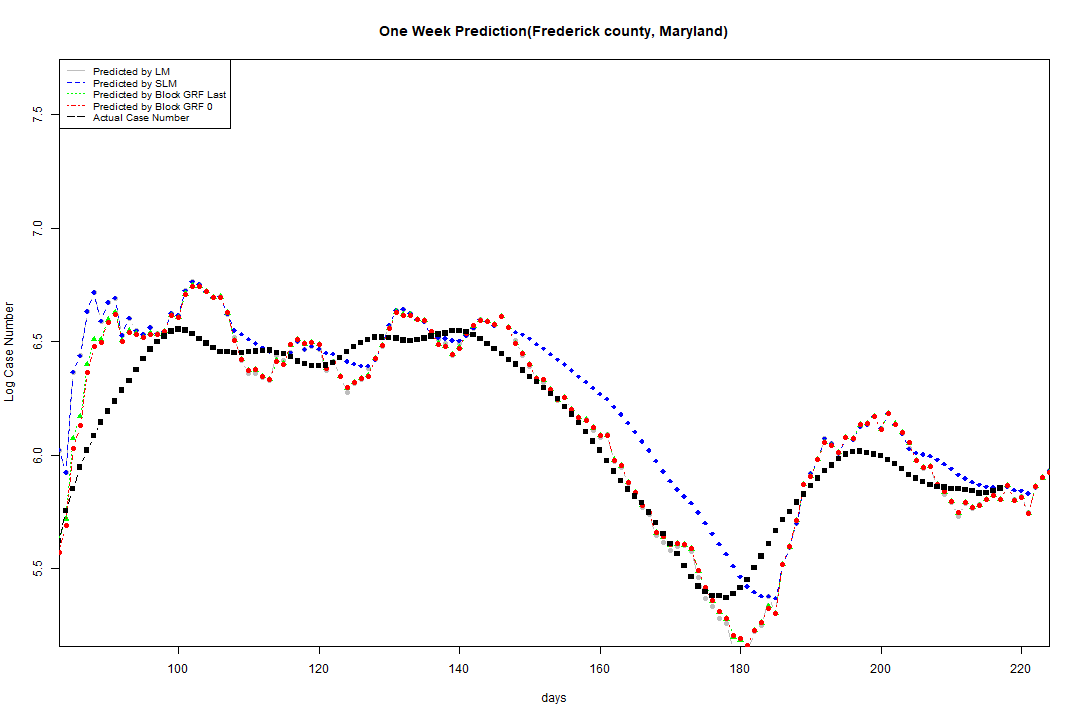 One Week Prediction(Frederick county, Maryland)
Predicted by LM
Predicted by SLM
Predicted by Block GRF Last
Predicted by Block GRF 0
Actual Case Number
Log Case Number
7.5
7.0
6.5
6.0
5.5
100 120 140 160 180 200 220
days